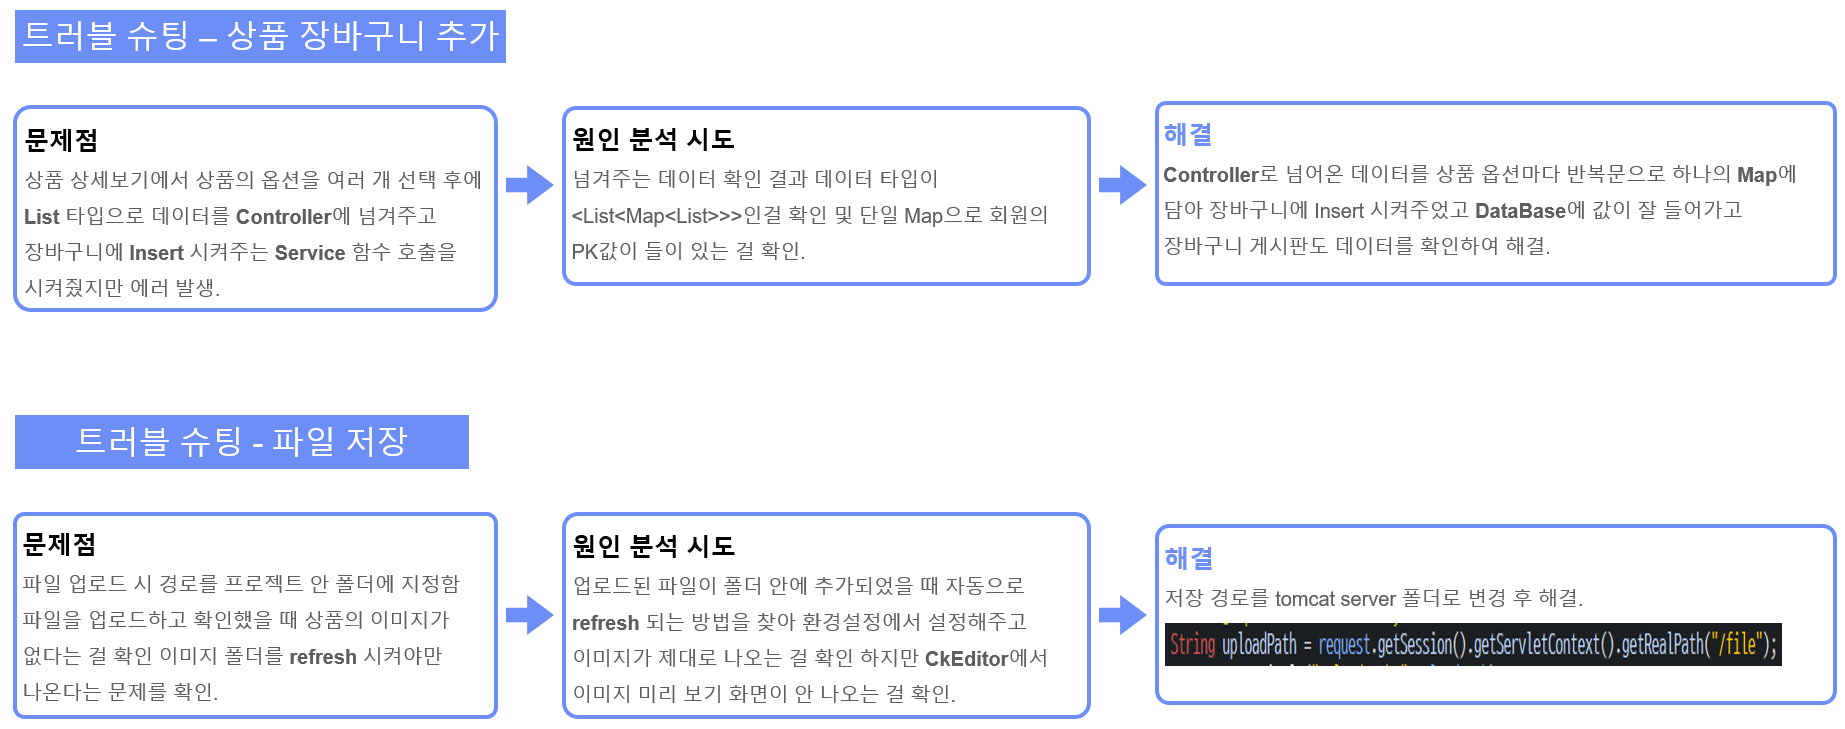 트러블 슈팅 – 상품 장바구니 추가
문제점
상품 상세보기에서 상품의 옵션을 여러 개 선택 후에
List 타입으로 데이터를 Controller에 넘겨주고
장바구니에 Insert 시켜주는 Service 함수 호출을
시켜줬지만 에러 발생.
원인 분석 시도
넘겨주는 데이터 확인 결과 데이터 타입이
<List<Map<List>>>인걸 확인 및 단일 Map으로 회원의
PK값이 들이 있는 걸 확인.
해결
Controller로 넘어온 데이터를 상품 옵션마다 반복문으로 하나의 Map에
담아 장바구니에 Insert 시켜주었고 DataBase에 값이 잘 들어가고
장바구니 게시판도 데이터를 확인하여 해결.
트러블 슈팅 - 파일 저장
문제점
파일 업로드 시 경로를 프로젝트 안 폴더에 지정함
파일을 업로드하고 확인했을 때 상품의 이미지가
없다는 걸 확인 이미지 폴더를 refresh 시켜야만
나온다는 문제를 확인.
원인 분석 시도
업로드된 파일이 폴더 안에 추가되었을 때 자동으로
refresh 되는 방법을 찾아 환경설정에서 설정해주고
이미지가 제대로 나오는 걸 확인 하지만 CkEditor에서
이미지 미리 보기 화면이 안 나오는 걸 확인.
해결
저장 경로를 tomcat server 폴더로 변경 후 해결.
String uploadPath = request.getSession().getServletContext().getRealPath("/file");